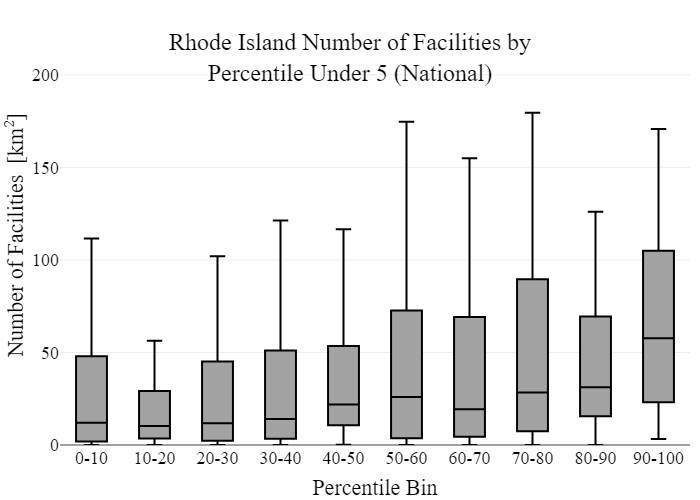 Rhode Island Number of Facilities by
Percentile Under 5 (National)
Number of Facilities [km²]
200
150
100
50
0
0-10 10-20 20-30 30-40 40-50 50-60 60-70 70-80 80-90 90-100
Percentile Bin